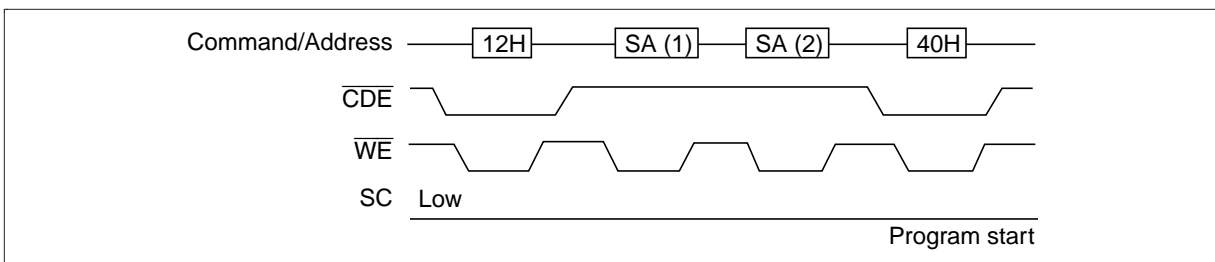 Command/Address 12H SA (1) SA (2) 40H
CDE
WE
SC Low
Program start